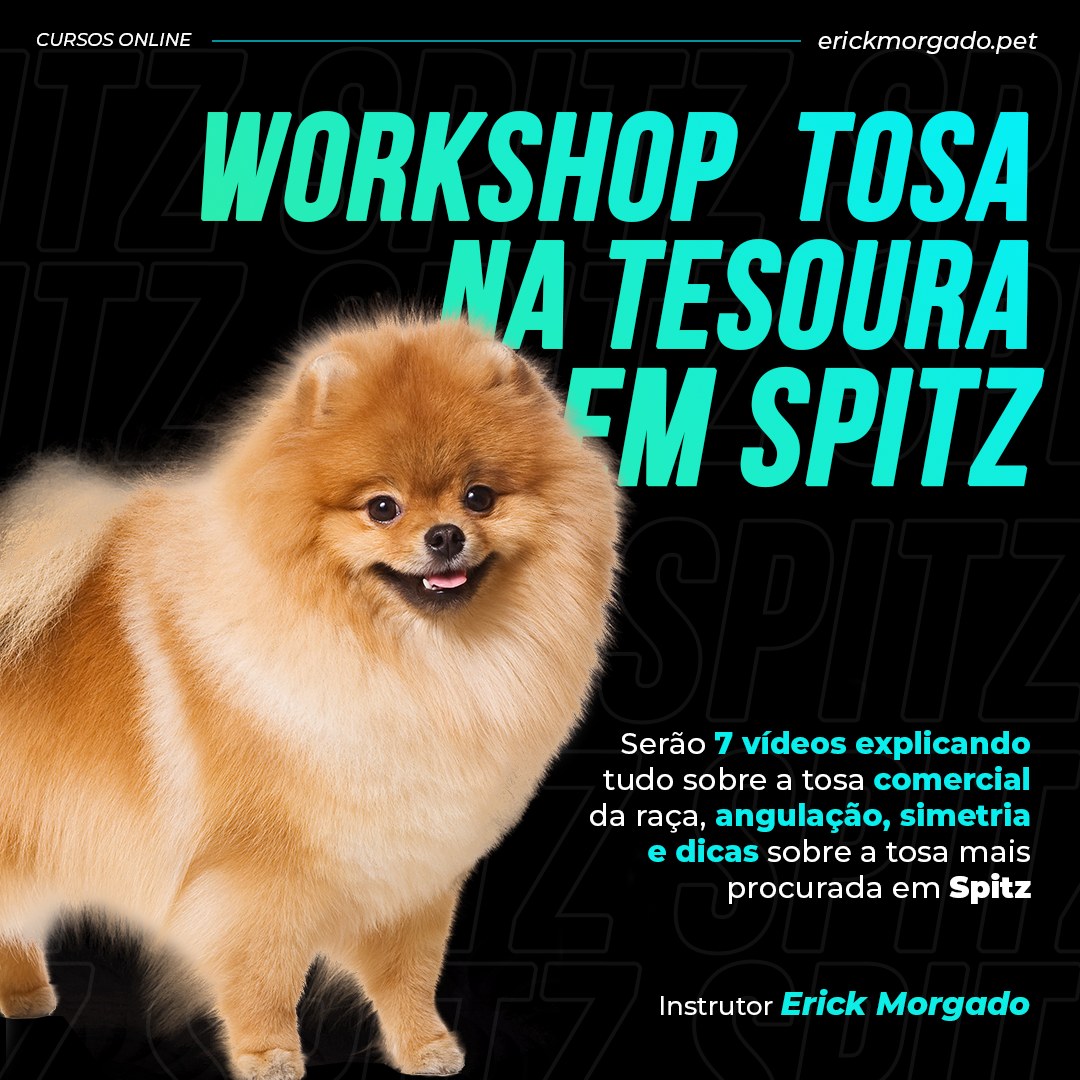 CURSOS ONLINE
erickmorgado.pet
WORKSHOP TOSA
NA TESOURA
EM SPITZ
Serão 7 vídeos explicando
tudo sobre a tosa comercial
da raça, angulação, simetria
e dicas sobre a tosa mais
procurada em Spitz
Instrutor Erick Morgado